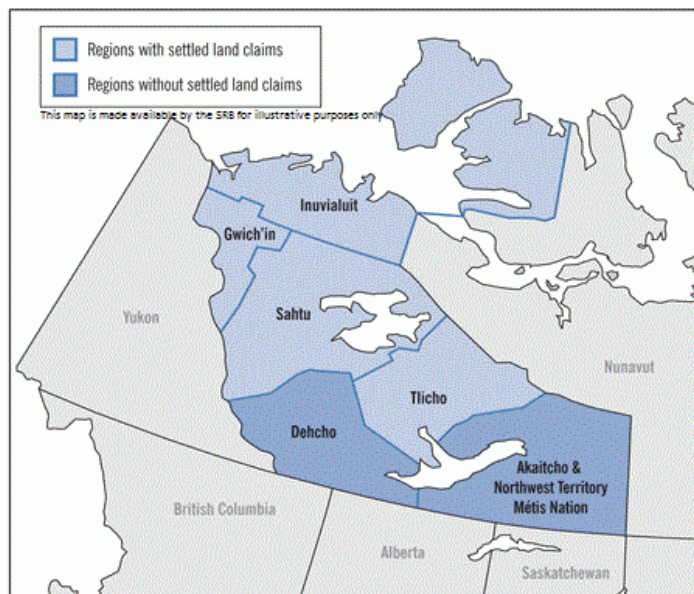 Regions with settled land claims
Regions without settled land claims
This map is made available by the SRB for illustrative purposes only
Inuvialuit
Gwich'in
Yukon
Sahtu
Nunavut
Tlicho
Dehcho
Akaitcho &
Northwest Territory
Métis Nation
British Columbia
Alberta
Saskatchewan